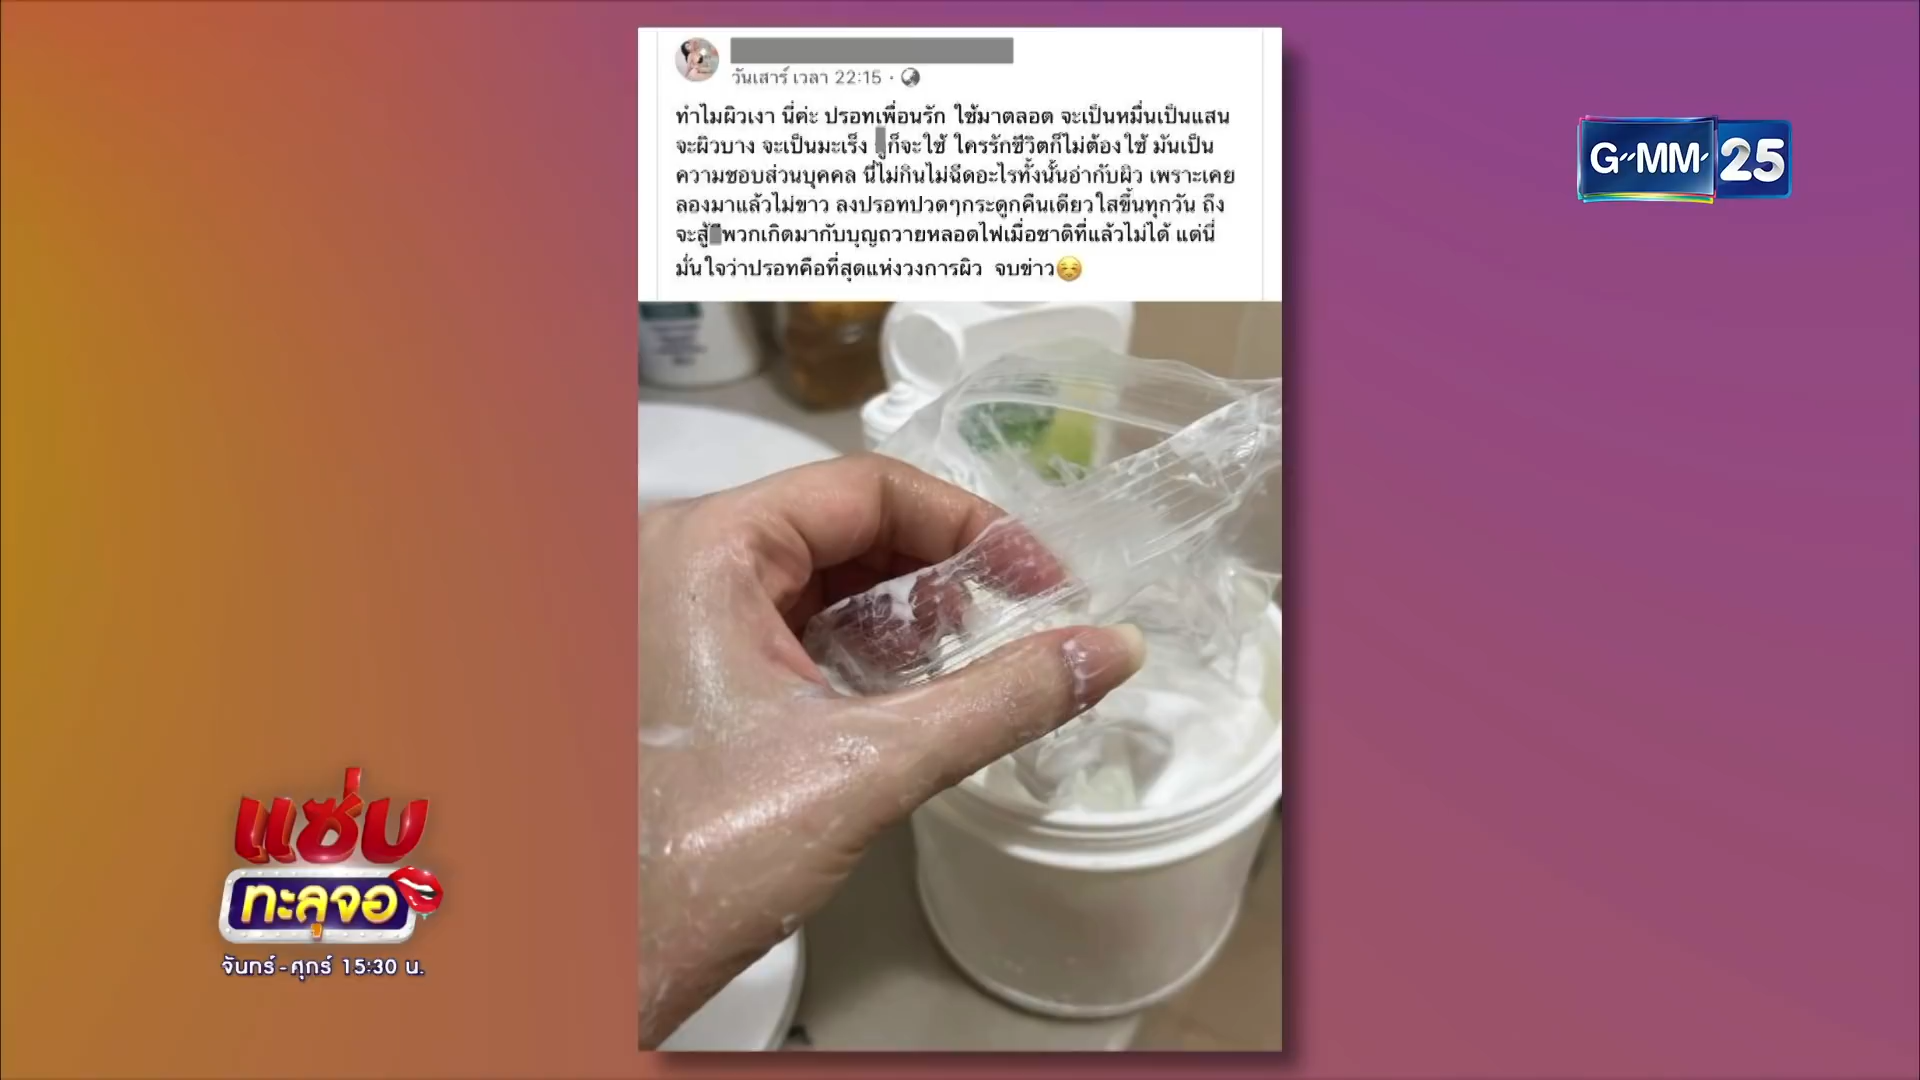 วันเสาร์ เวลา 22:15 ·
ทำไมผิวเงา นี่ค่ะ ปรอทเพื่อนรัก ใช้มาตลอด จะเป็นหมื่นเป็นแสน
จะผิวบาง จะเป็นมะเร็ง ู้ก็จะใช้ ใครรักชีวิตก็ไม่ต้องใช้ มันเป็น
ความชอบส่วนบุคคล นี่ไม่กินไม่ฉีดอะไรทั้งนั้นอ่ากับผิว เพราะเคย
ลองมาแล้วไม่ขาว ลงปรอทปวดๆกระดูกคืนเดียวใสขึ้นทุกวัน ถึง
จะสู้ พวกเกิดมากับบุญถวายหลอดไฟเมื่อชาติที่แล้วไม่ได้ แต่นี่
มั่นใจว่าปรอทคือที่สุดแห่งวงการผิว จบข่าว☺️
GMM 25
แซ่บ
ทะลุจอ
จันทร์-ศุกร์ 15:30 น.